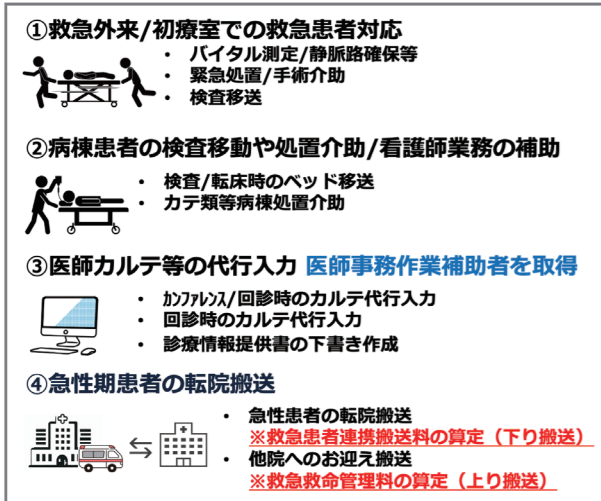 ①救急外来/初療室での救急患者対応
・ バイタル測定/静脈路確保等
・ 緊急処置/手術介助
・ 検査移送
②病棟患者の検査移動や処置介助/看護師業務の補助
・ 検査/転床時のベッド移送
・ カテ類等病棟処置介助
③医師カルテ等の代行入力 医師事務作業補助者を取得
・ ｶﾝﾌｧﾚﾝｽ/回診時のカルテ代行入力
・ 回診時のカルテ代行入力
・ 診療情報提供書の下書き作成
④急性期患者の転院搬送
・ 急性患者の転院搬送
※救急患者連携搬送料の算定（下り搬送）
・ 他院へのお迎え搬送
※救急救命管理料の算定（上り搬送）